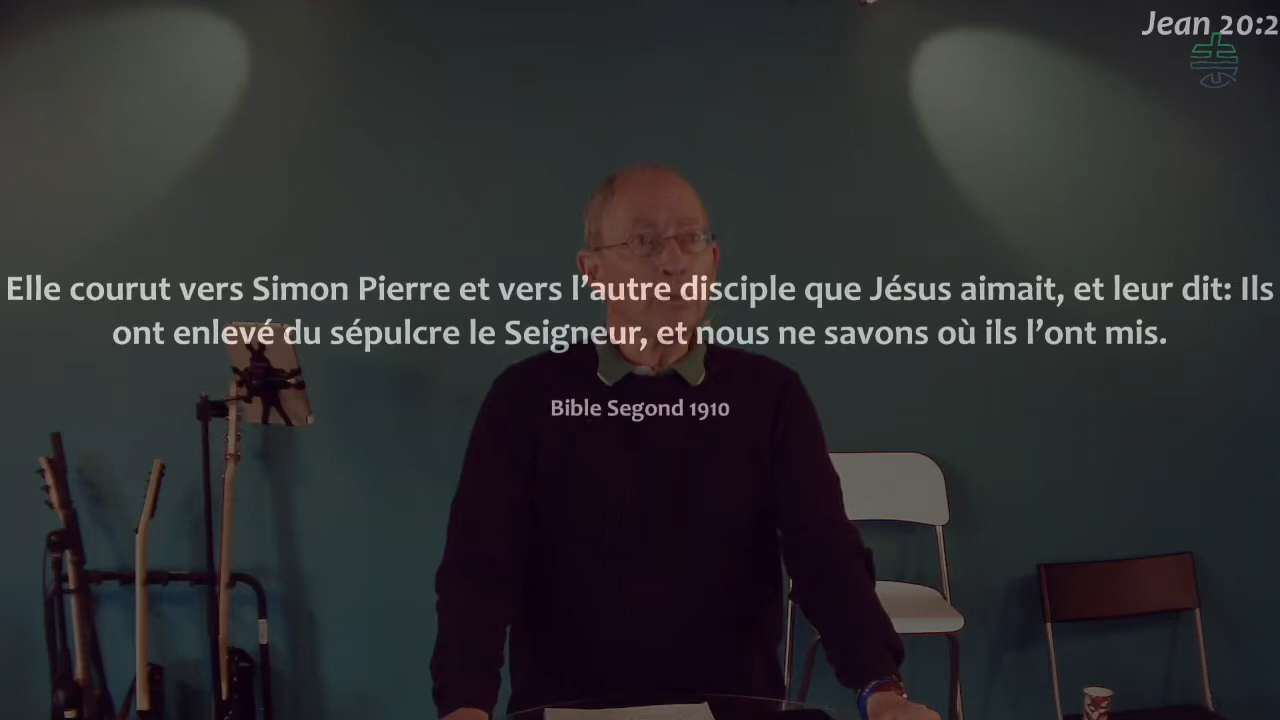 Jean 20:2
Elle courut vers Simon Pierre et vers l’autre disciple que Jésus aimait, et leur dit: Ils
ont enlevé du sépulcre le Seigneur, et nous ne savons où ils l’ont mis.
Bible Segond 1910